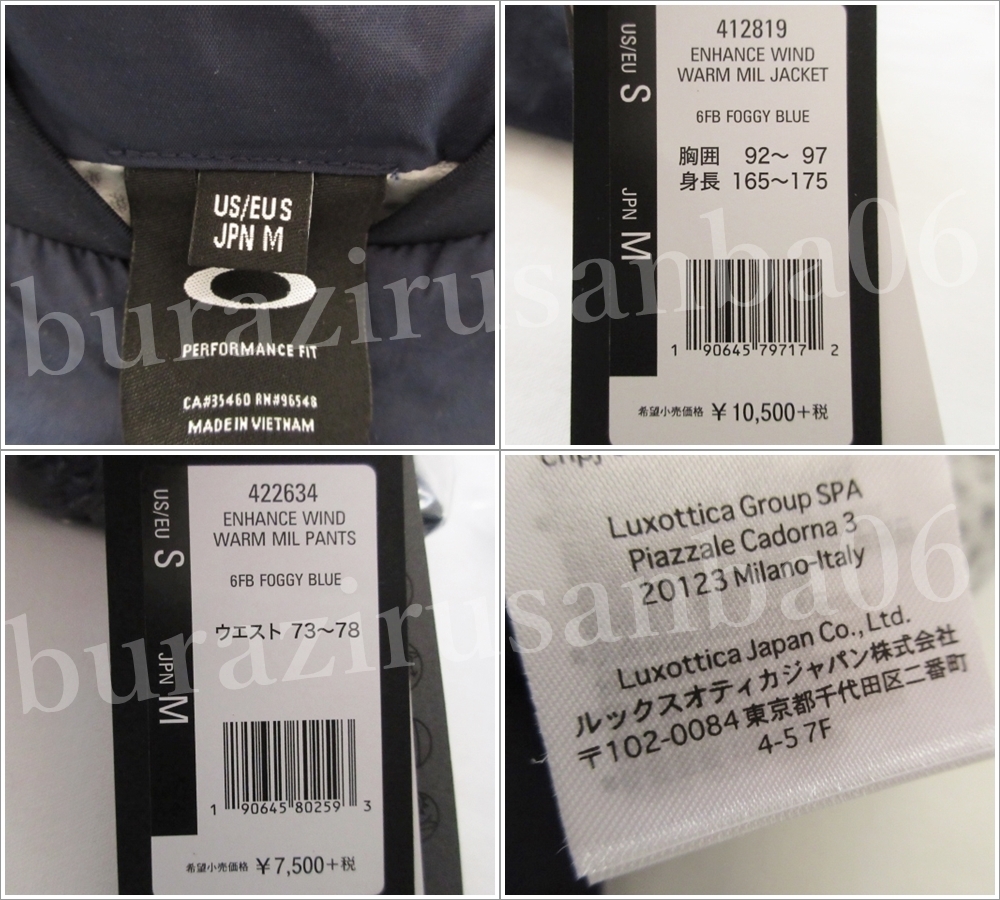 US/EU S
JPN M
PERFORMANCE FIT
CA#35460 RN#96548
MADE IN VIETNAM
US/EU S
JPN M
412819
ENHANCE WIND
WARM MIL JACKET
6FB FOGGY BLUE
胸囲 92～ 97
身長 165～175
1 90645 79717 2
希望小売価格 ￥10,500+税
burazirusanba06
US/EU S
JPN M
422634
ENHANCE WIND
WARM MIL PANTS
6FB FOGGY BLUE
ウエスト 73～78
1 90645 80259 3
希望小売価格 ￥7,500+税
Luxottica Group SPA
Piazzale Cadorna 3
20123 Milano-Italy
Luxottica Japan Co., Ltd.
ルックスオティカジャパン株式会社
〒102-0084 東京都千代田区二番町
4-5 7F
burazirusanba06